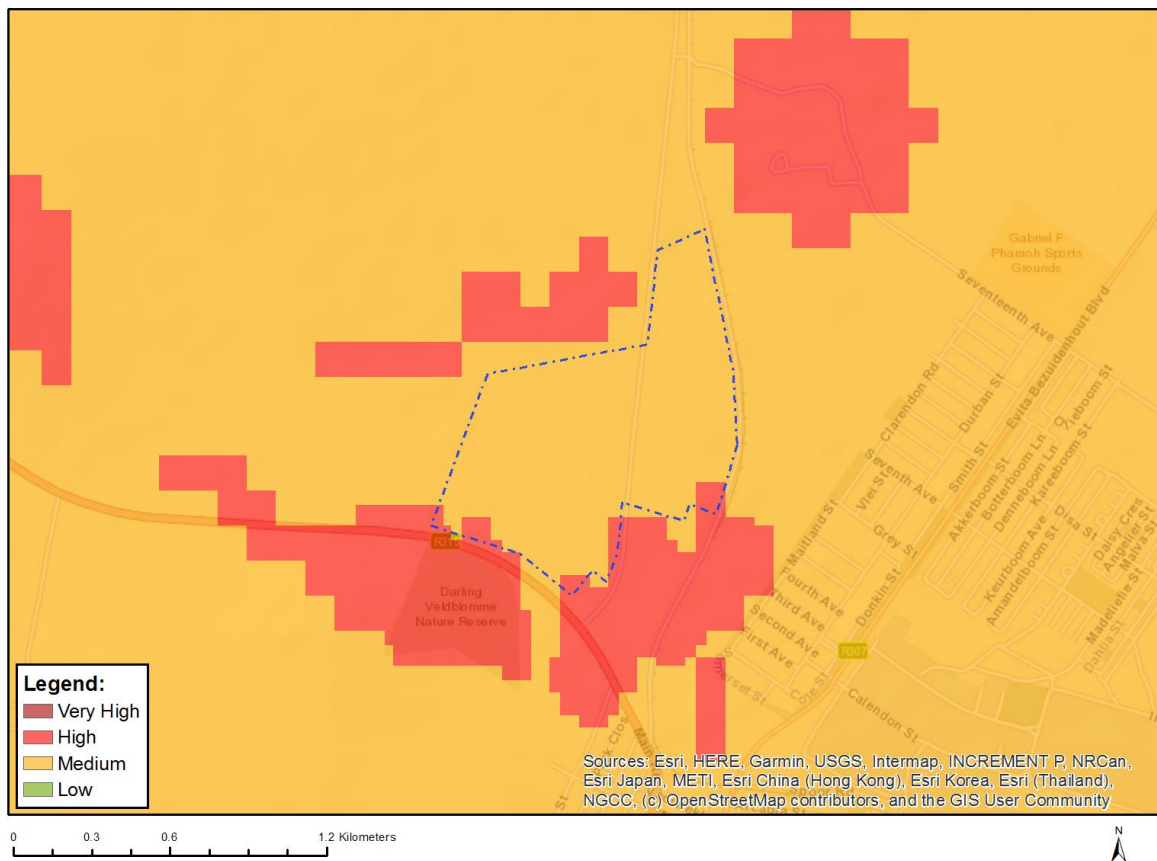 Gabriel F
Pharaoh Sports
Grounds
Seventeenth Ave
Evita Bezuidenhout Blvd
Clarendon Rd
Durban St
Smith St
Akkerboom St
Botterboom Ln
Denneboom Ln
Kareeboom St
Seventh Ave
Vlei St
Grey St
Disa St
Daisy Cres
Angelier St
Malva St
Maitland St
Keurboom Ave
Amandelboom St
Fourth Ave
Third Ave
Second Ave
First Ave
Donkin St
Madeliefie St
Dahlia St
R315
Darling
Veldblomme
Nature Reserve
R307
Cole St
Calendon St
Legend:
Very High
High
Medium
Low
Sources: Esri, HERE, Garmin, USGS, Intermap, INCREMENT P, NRCan,
Esri Japan, METI, Esri China (Hong Kong), Esri Korea, Esri (Thailand),
NGCC, (c) OpenStreetMap contributors, and the GIS User Community
0 0.3 0.6 1.2 Kilometers
N